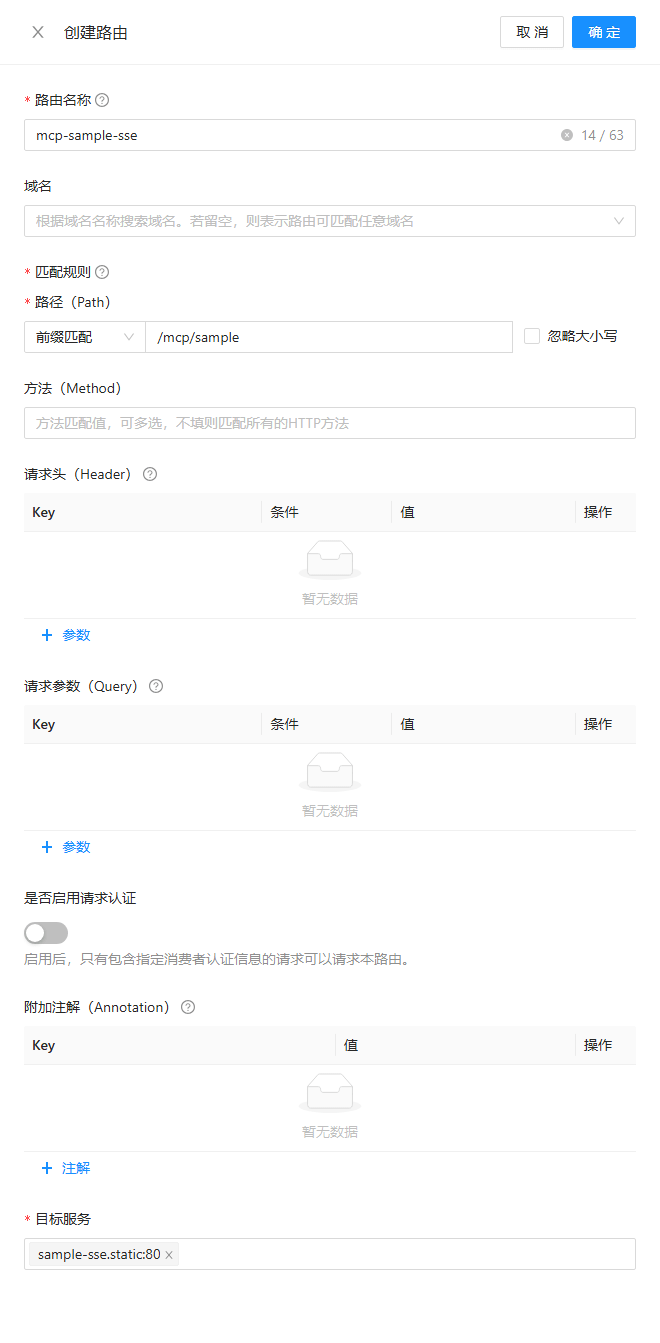 创建路由
取 消
确 定
* 路由名称
mcp-sample-sse
14 / 63
域名
根据域名名称搜索域名。若留空，则表示路由可匹配任意域名
* 匹配规则
* 路径（Path）
前缀匹配
/mcp/sample
忽略大小写
方法（Method）
方法匹配值，可多选，不填则匹配所有的HTTP方法
请求头（Header）
Key 条件 值 操作
暂无数据
+ 参数
请求参数（Query）
Key 条件 值 操作
暂无数据
+ 参数
是否启用请求认证
启用后，只有包含指定消费者认证信息的请求可以请求本路由。
附加注解（Annotation）
Key 值 操作
暂无数据
+ 注解
* 目标服务
sample-sse.static:80